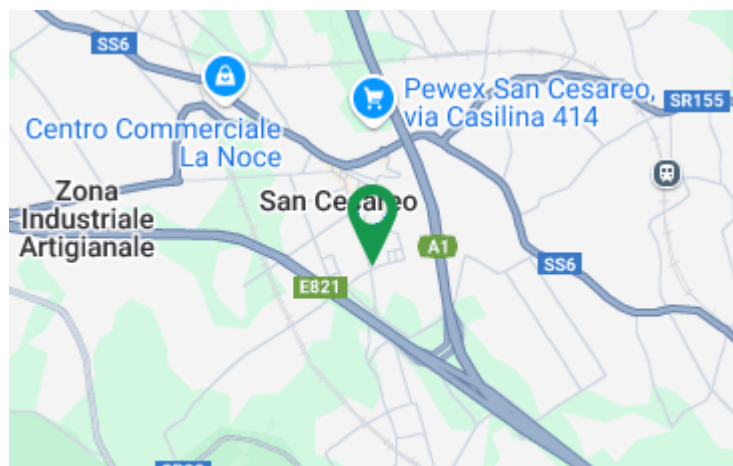 SS6
Pewex San Cesareo,
via Casilina 414
SR155
Centro Commerciale
La Noce
Zona
Industriale
Artigianale
San Cesareo
A1
SS6
E821